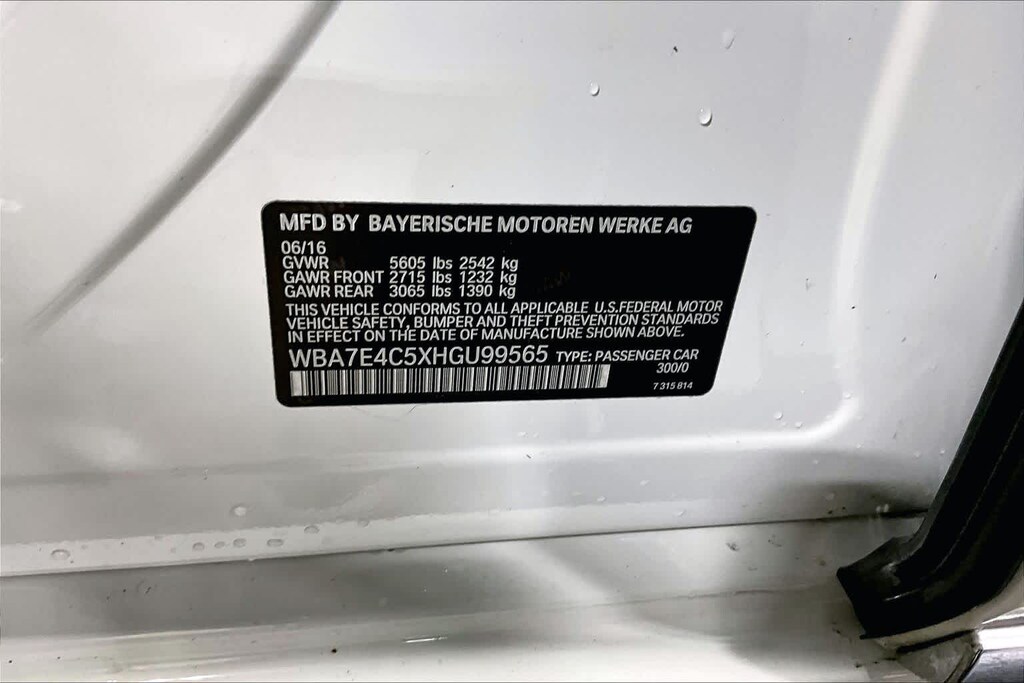 MFD BY BAYERISCHE MOTOREN WERKE AG
06/16
GVWR 5605 lbs 2542 kg
GAWR FRONT 2715 lbs 1232 kg
GAWR REAR 3065 lbs 1390 kg
THIS VEHICLE CONFORMS TO ALL APPLICABLE U.S.FEDERAL MOTOR
VEHICLE SAFETY, BUMPER AND THEFT PREVENTION STANDARDS
IN EFFECT ON THE DATE OF MANUFACTURE SHOWN ABOVE.
WBA7E4C5XHGU99565 TYPE: PASSENGER CAR
300/0
7 315 814